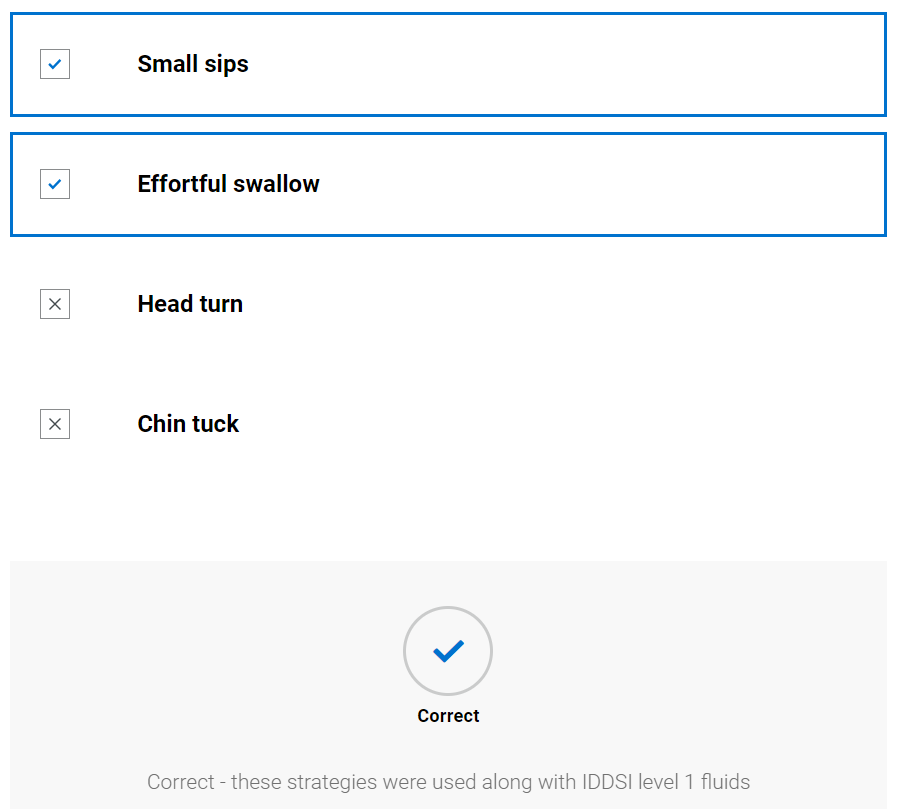 Small sips
Effortful swallow
Head turn
Chin tuck
Correct
Correct - these strategies were used along with IDDSI level 1 fluids